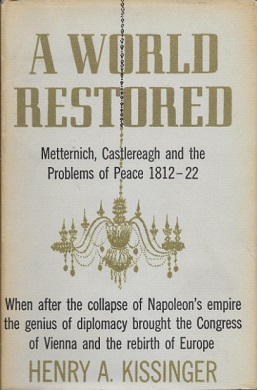 A WORLD
RESTORED
Metternich, Castlereagh and the
Problems of Peace 1812–22
When after the collapse of Napoleon's empire
the genius of diplomacy brought the Congress
of Vienna and the rebirth of Europe
HENRY A. KISSINGER